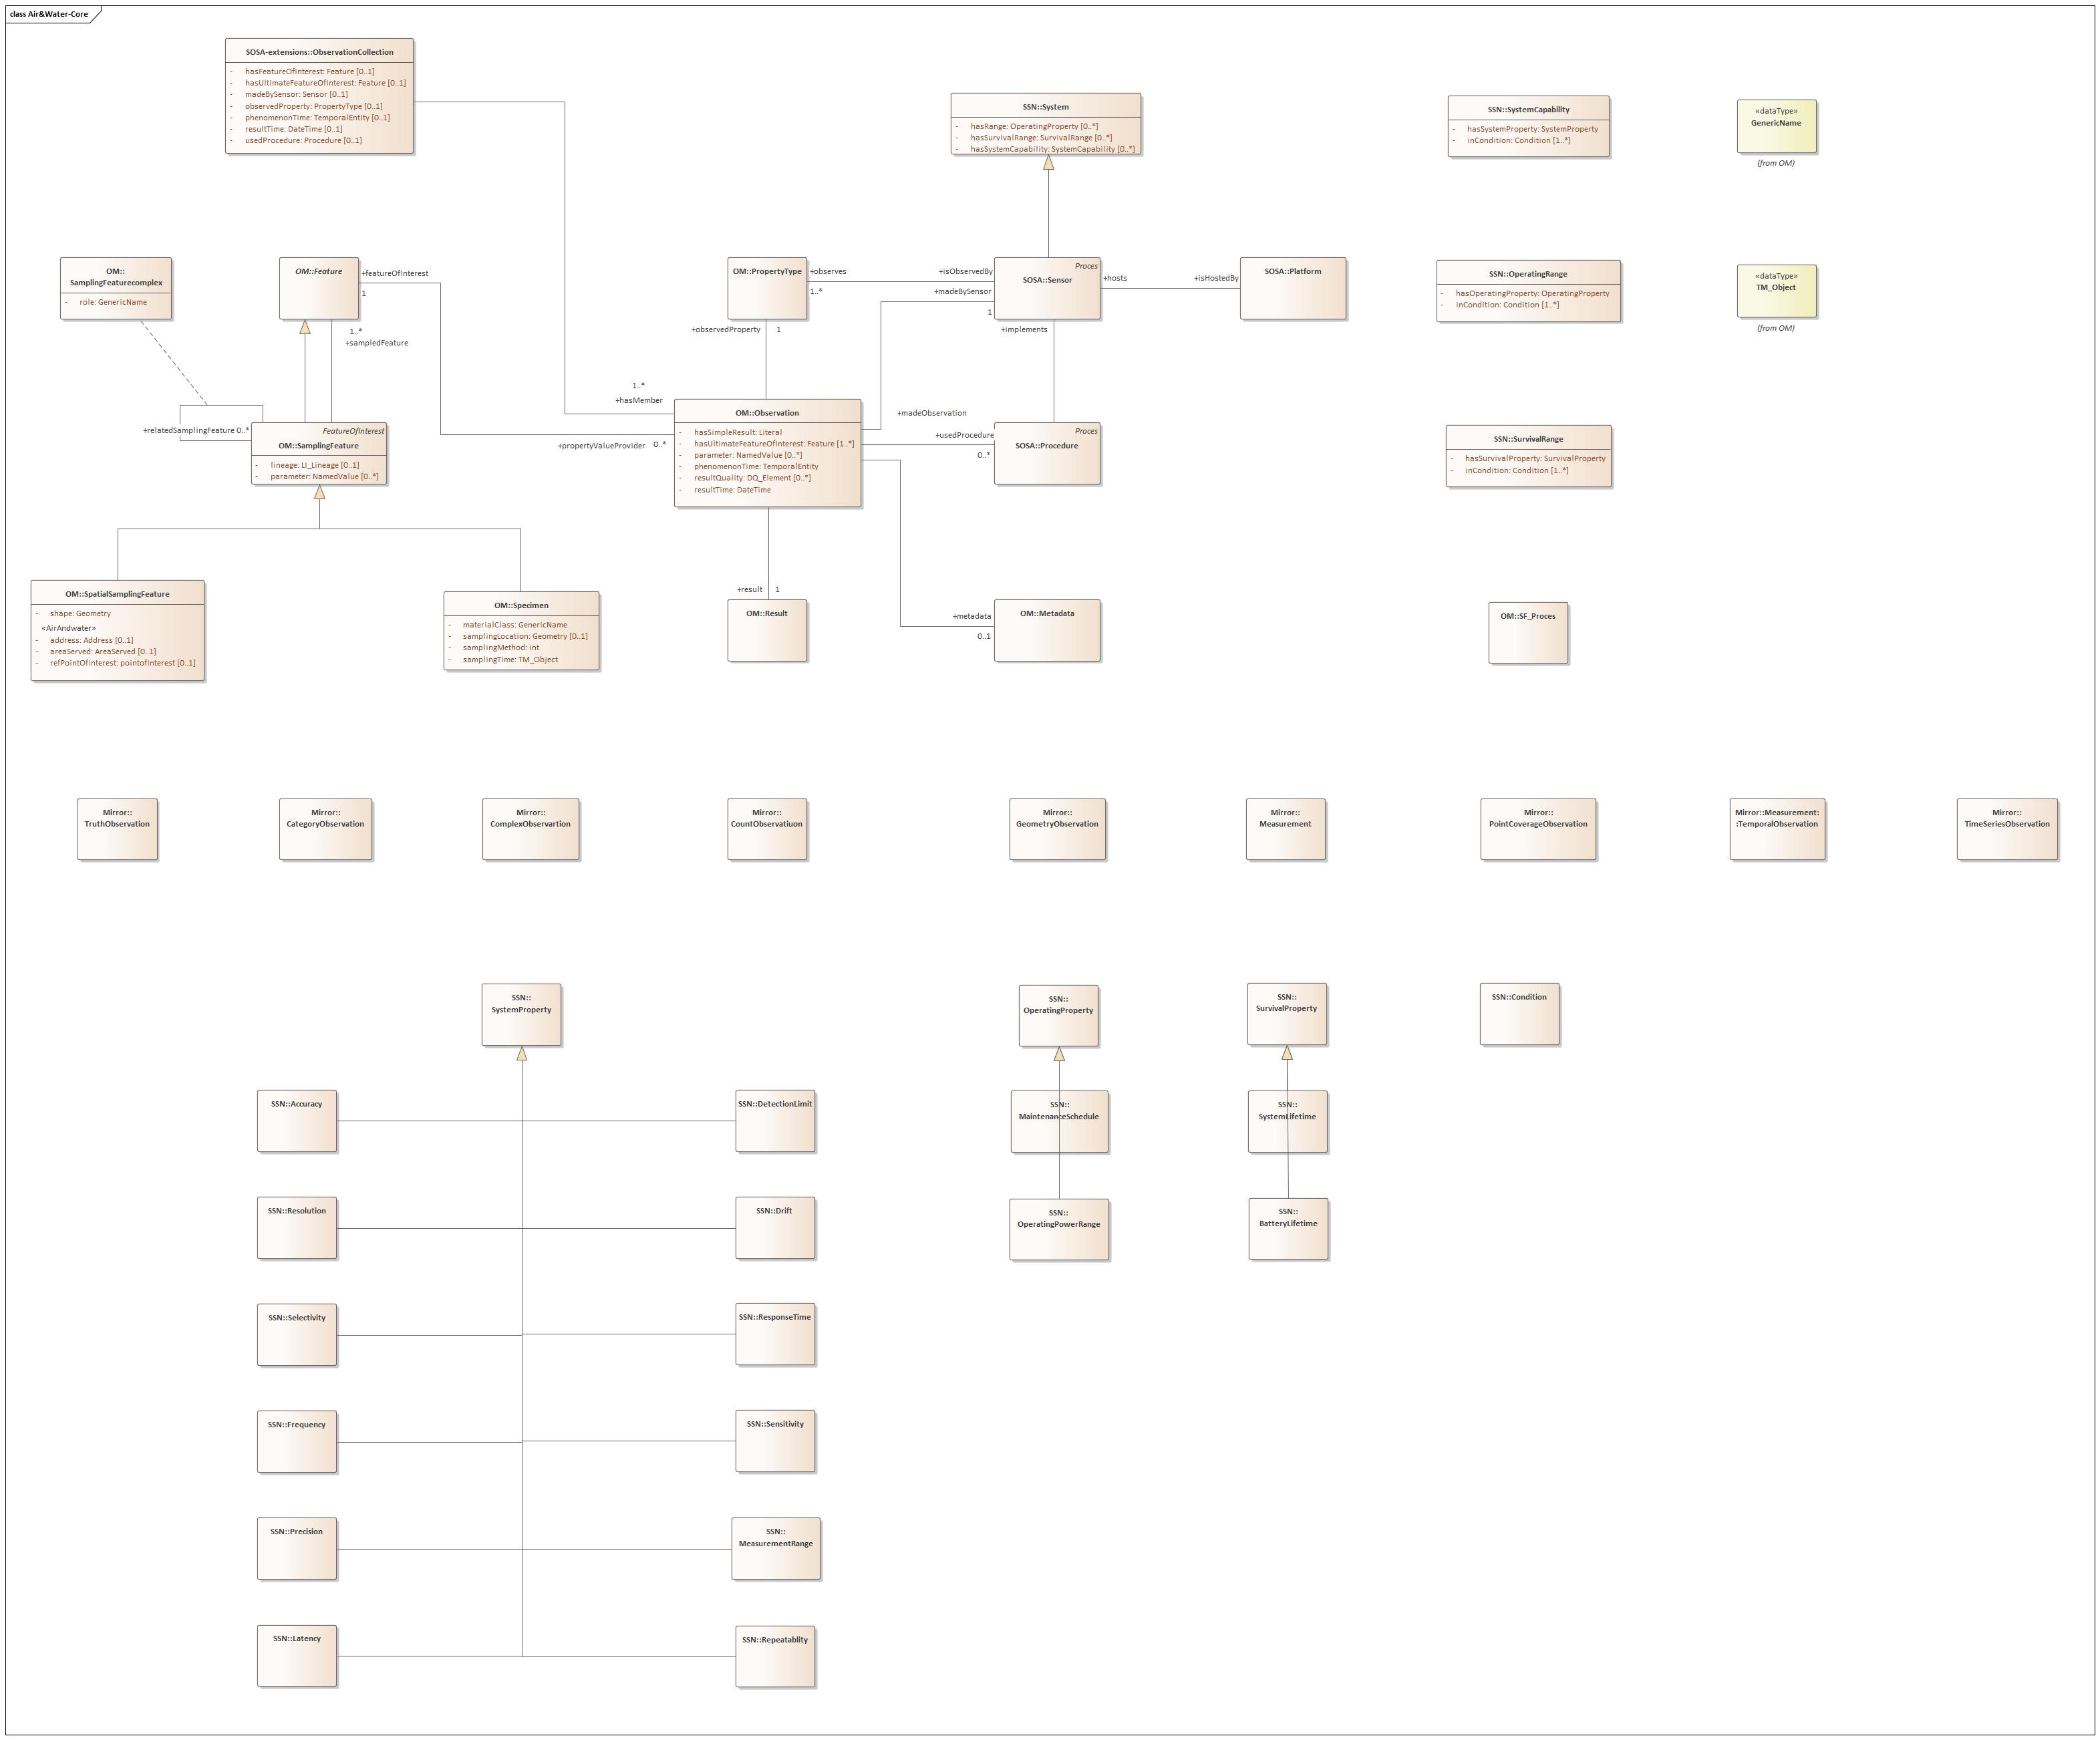 class Air&Water-Core
SOSA-extensions::ObservationCollection
- hasFeatureOfInterest: Feature [0..1]
- hasUltimateFeatureOfInterest: Feature [0..1]
- madeBySensor: Sensor [0..1]
- observedProperty: PropertyType [0..1]
- phenomenonTime: TemporalEntity [0..1]
- resultTime: DateTime [0..1]
- usedProcedure: Procedure [0..1]
SSN::System
- hasRange: OperatingProperty [0..*]
- hasSurvivalRange: SurvivalRange [0..*]
- hasSystemCapability: SystemCapability [0..*]
SSN::SystemCapability
- hasSystemProperty: SystemProperty
- inCondition: Condition [1..*]
«dataType»
GenericName
(from OM)
OM::
SamplingFeaturecomplex
- role: GenericName
OM::Feature
+featureOfInterest
1
1..*
+sampledFeature
OM::PropertyType
+observes
1..*
+isObservedBy
+madeBySensor
1
Proces
SOSA::Sensor
+hosts
+isHostedBy
SOSA::Platform
SSN::OperatingRange
- hasOperatingProperty: OperatingProperty
- inCondition: Condition [1..*]
«dataType»
TM_Object
(from OM)
+observedProperty 1
+implements
1..*
+hasMember
+relatedSamplingFeature 0..*
FeatureOfInterest
OM::SamplingFeature
- lineage: LI_Lineage [0..1]
- parameter: NamedValue [0..*]
+propertyValueProvider 0..*
OM::Observation
- hasSimpleResult: Literal
- hasUltimateFeatureOfInterest: Feature [1..*]
- parameter: NamedValue [0..*]
- phenomenonTime: TemporalEntity
- resultQuality: DQ_Element [0..*]
- resultTime: DateTime
+madeObservation
+usedProcedure
0..*
Proces
SOSA::Procedure
SSN::SurvivalRange
- hasSurvivalProperty: SurvivalProperty
- inCondition: Condition [1..*]
OM::SpatialSamplingFeature
- shape: Geometry
«AirAndwater»
- address: Address [0..1]
- areaServed: AreaServed [0..1]
- refPointOfInterest: pointofInterest [0..1]
OM::Specimen
- materialClass: GenericName
- samplingLocation: Geometry [0..1]
- samplingMethod: int
- samplingTime: TM_Object
+result 1
OM::Result
+metadata
0..1
OM::Metadata
OM::SF_Proces
Mirror::
TruthObservation
Mirror::
CategoryObservation
Mirror::
ComplexObservartion
Mirror::
CountObservatiuon
Mirror::
GeometryObservation
Mirror::
Measurement
Mirror::
PointCoverageObservation
Mirror::Measurement:
:TemporalObservation
Mirror::
TimeSeriesObservation
SSN::
SystemProperty
SSN::
OperatingProperty
SSN::
SurvivalProperty
SSN::Condition
SSN::Accuracy
SSN::DetectionLimit
SSN::
MaintenanceSchedule
SSN::
SystemLifetime
SSN::Resolution
SSN::Drift
SSN::
OperatingPowerRange
SSN::
BatteryLifetime
SSN::Selectivity
SSN::ResponseTime
SSN::Frequency
SSN::Sensitivity
SSN::Precision
SSN::
MeasurementRange
SSN::Latency
SSN::Repeatablity